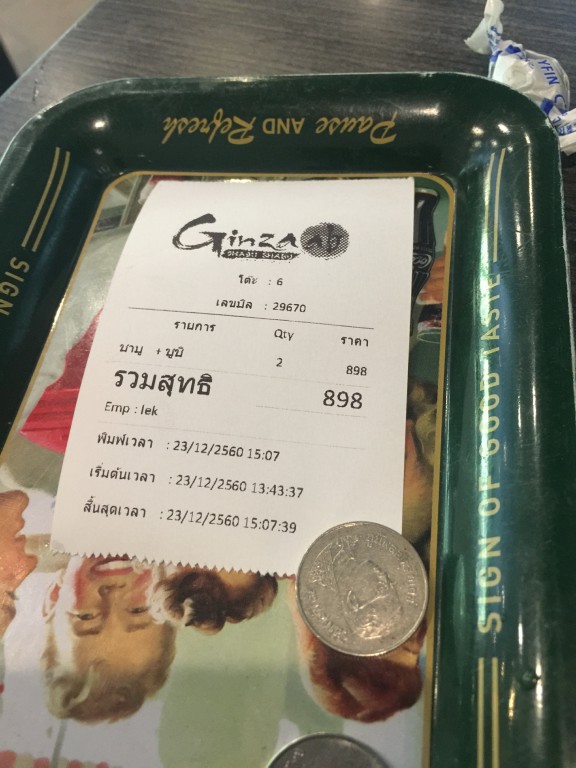 Pause AND Refresh
YFIN
SIGN
Ginzaab
SHABU SHABU
โต๊ะ : 6
เลขบิล : 29670
รายการ Qty ราคา
บามู + บูบิ 2 898
รวมสุทธิ 898
Emp : lek
พิมพ์เวลา : 23/12/2560 15:07
เริ่มต้นเวลา : 23/12/2560 13:43:37
สิ้นสุดเวลา : 23/12/2560 15:07:39
SIGN OF GOOD TASTE